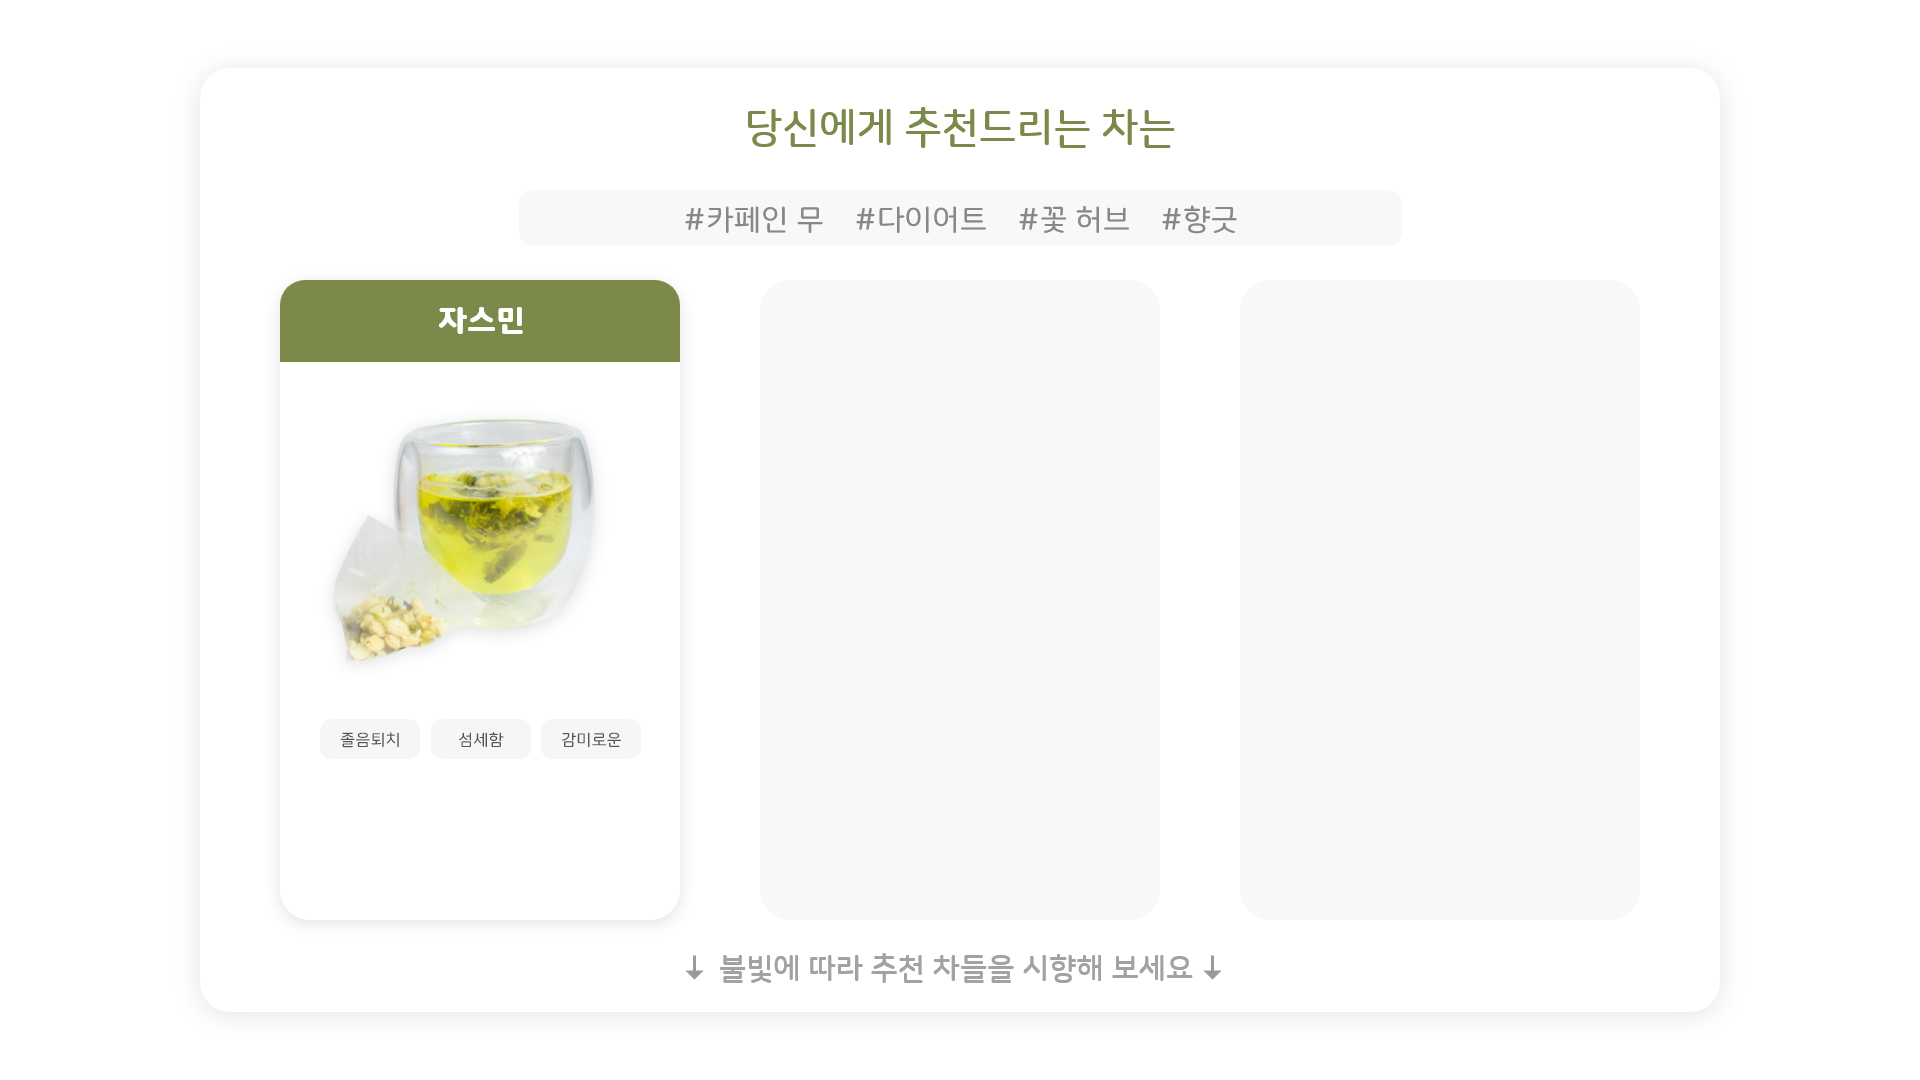 당신에게 추천드리는 차는
#카페인 무 #다이어트 #꽃 허브 #향긋
자스민
졸음퇴치 섬세함 감미로운
↓ 불빛에 따라 추천 차들을 시향해 보세요 ↓